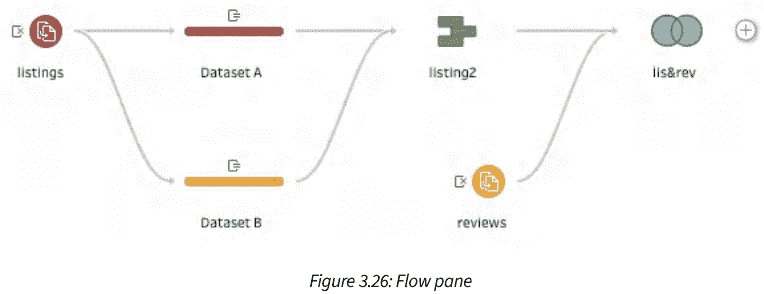 listings
Dataset A
listing2
lis&rev
Dataset B
reviews
Figure 3.26: Flow pane